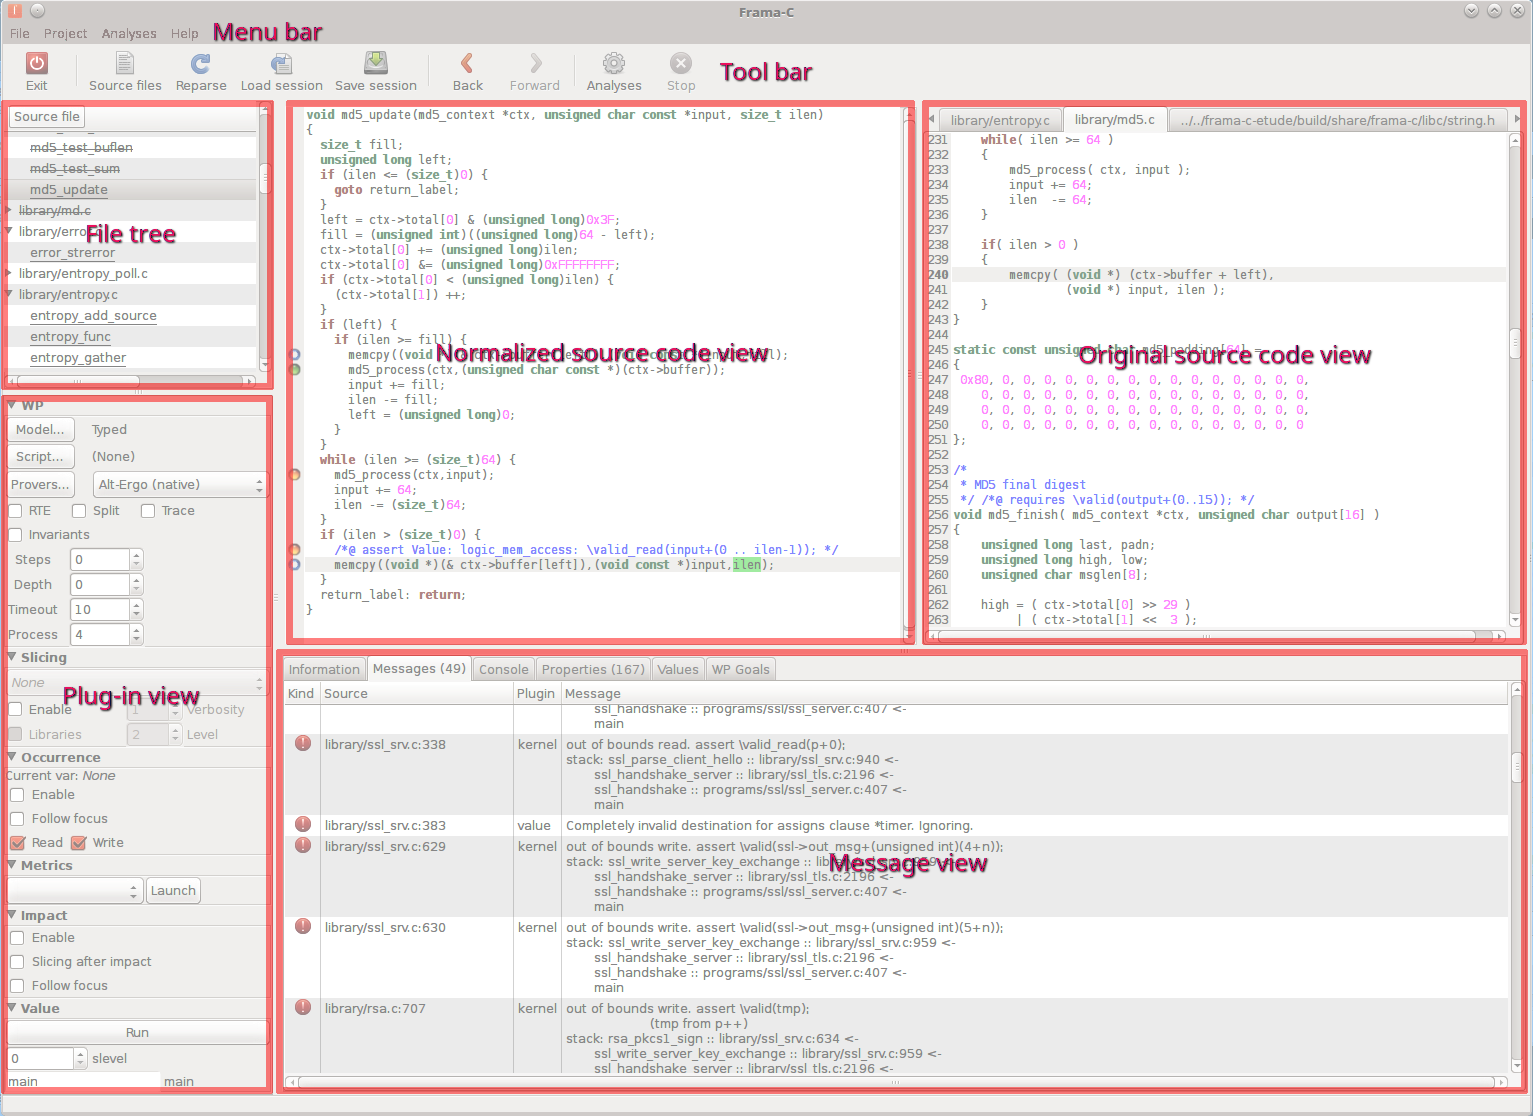 Frama-C
File Project Analyses Help Menu bar
Exit Source files Reparse Load session Save session Back Forward Analyses Stop Tool bar
Source file
md5_test_buflen
md5_test_sum
md5_update
library/md.c
library/erro
File tree
error_strerror
library/entropy_poll.c
library/entropy.c
entropy_add_source
entropy_func
entropy_gather
void md5_update(md5_context *ctx, unsigned char const *input, size_t ilen)
{
  size_t fill;
  unsigned long left;
  if (ilen <= (size_t)0) {
    goto return_label;
  }
  left = ctx->total[0] & (unsigned long)0x3F;
  fill = (unsigned int)((unsigned long)64 - left);
  ctx->total[0] += (unsigned long)ilen;
  ctx->total[0] &= (unsigned long)0xFFFFFFFF;
  if (ctx->total[0] < (unsigned long)ilen) {
    (ctx->total[1]) ++;
  }
  if (left) {
    if (ilen >= fill) {
      memcpy((void
Normalized source code view
      md5_process(ctx,(unsigned char const *)(ctx->buffer));
      input += fill;
      ilen -= fill;
      left = (unsigned long)0;
    }
  }
  while (ilen >= (size_t)64) {
    md5_process(ctx,input);
    input += 64;
    ilen -= (size_t)64;
  }
  if (ilen > (size_t)0) {
    /*@ assert Value: logic_mem_access: \valid_read(input+(0 .. ilen-1)); */
    memcpy((void *)(& ctx->buffer[left]),(void const *)input,ilen);
  }
  return_label: return;
}
library/entropy.c library/md5.c ../../frama-c-etude/build/share/frama-c/libc/string.h
231 while( ilen >= 64 )
232 {
233 md5_process( ctx, input );
234 input += 64;
235 ilen  -= 64;
236 }
237
238 if( ilen > 0 )
239 {
240 memcpy( (void *) (ctx->buffer + left),
241 (void *) input, ilen );
242 }
243 }
244
245 static const unsigned char md5_padding[64] =
Original source code view
246 {
247 0x80, 0, 0, 0, 0, 0, 0, 0, 0, 0, 0, 0, 0, 0, 0, 0,
248 0, 0, 0, 0, 0, 0, 0, 0, 0, 0, 0, 0, 0, 0, 0, 0,
249 0, 0, 0, 0, 0, 0, 0, 0, 0, 0, 0, 0, 0, 0, 0, 0,
250 0, 0, 0, 0, 0, 0, 0, 0, 0, 0, 0, 0, 0, 0, 0, 0
251 };
252
253 /*
254 * MD5 final digest
255 */ /*@ requires \valid(output+(0..15)); */
256 void md5_finish( md5_context *ctx, unsigned char output[16] )
257 {
258 unsigned long last, padn;
259 unsigned long high, low;
260 unsigned char msglen[8];
261
262 high = ( ctx->total[0] >> 29 )
263 | ( ctx->total[1] <<  3 );
WP
Model... Typed
Script... (None)
Provers... Alt-Ergo (native)
RTE Split Trace
Invariants
Steps 0
Depth 0
Timeout 10
Process 4
Slicing
None
Plug-in view
Enable 1 Verbosity
Libraries 2 Level
Occurrence
Current var: None
Enable
Follow focus
Read Write
Metrics
Launch
Impact
Enable
Slicing after impact
Follow focus
Value
Run
0 slevel
main main
Information Messages (49) Console Properties (167) Values WP Goals
Kind Source Plugin Message
ssl_handshake :: programs/ssl/ssl_server.c:407 <-
main
library/ssl_srv.c:338 kernel out of bounds read. assert \valid_read(p+0);
stack: ssl_parse_client_hello :: library/ssl_srv.c:940 <-
ssl_handshake_server :: library/ssl_tls.c:2196 <-
ssl_handshake :: programs/ssl/ssl_server.c:407 <-
main
library/ssl_srv.c:383 value Completely invalid destination for assigns clause *timer. Ignoring.
library/ssl_srv.c:629 kernel out of bounds write. assert \valid(ssl->out_msg+(unsigned int)(4+n));
stack: ssl_write_server_key_exchange :: library/ssl_srv.c:959 <-
Message view
ssl_handshake_server :: library/ssl_tls.c:2196 <-
ssl_handshake :: programs/ssl/ssl_server.c:407 <-
main
library/ssl_srv.c:630 kernel out of bounds write. assert \valid(ssl->out_msg+(unsigned int)(5+n));
stack: ssl_write_server_key_exchange :: library/ssl_srv.c:959 <-
ssl_handshake_server :: library/ssl_tls.c:2196 <-
ssl_handshake :: programs/ssl/ssl_server.c:407 <-
main
library/rsa.c:707 kernel out of bounds write. assert \valid(tmp);
(tmp from p++)
stack: rsa_pkcs1_sign :: library/ssl_srv.c:634 <-
ssl_write_server_key_exchange :: library/ssl_srv.c:959 <-
ssl_handshake_server :: library/ssl_tls.c:2196 <-